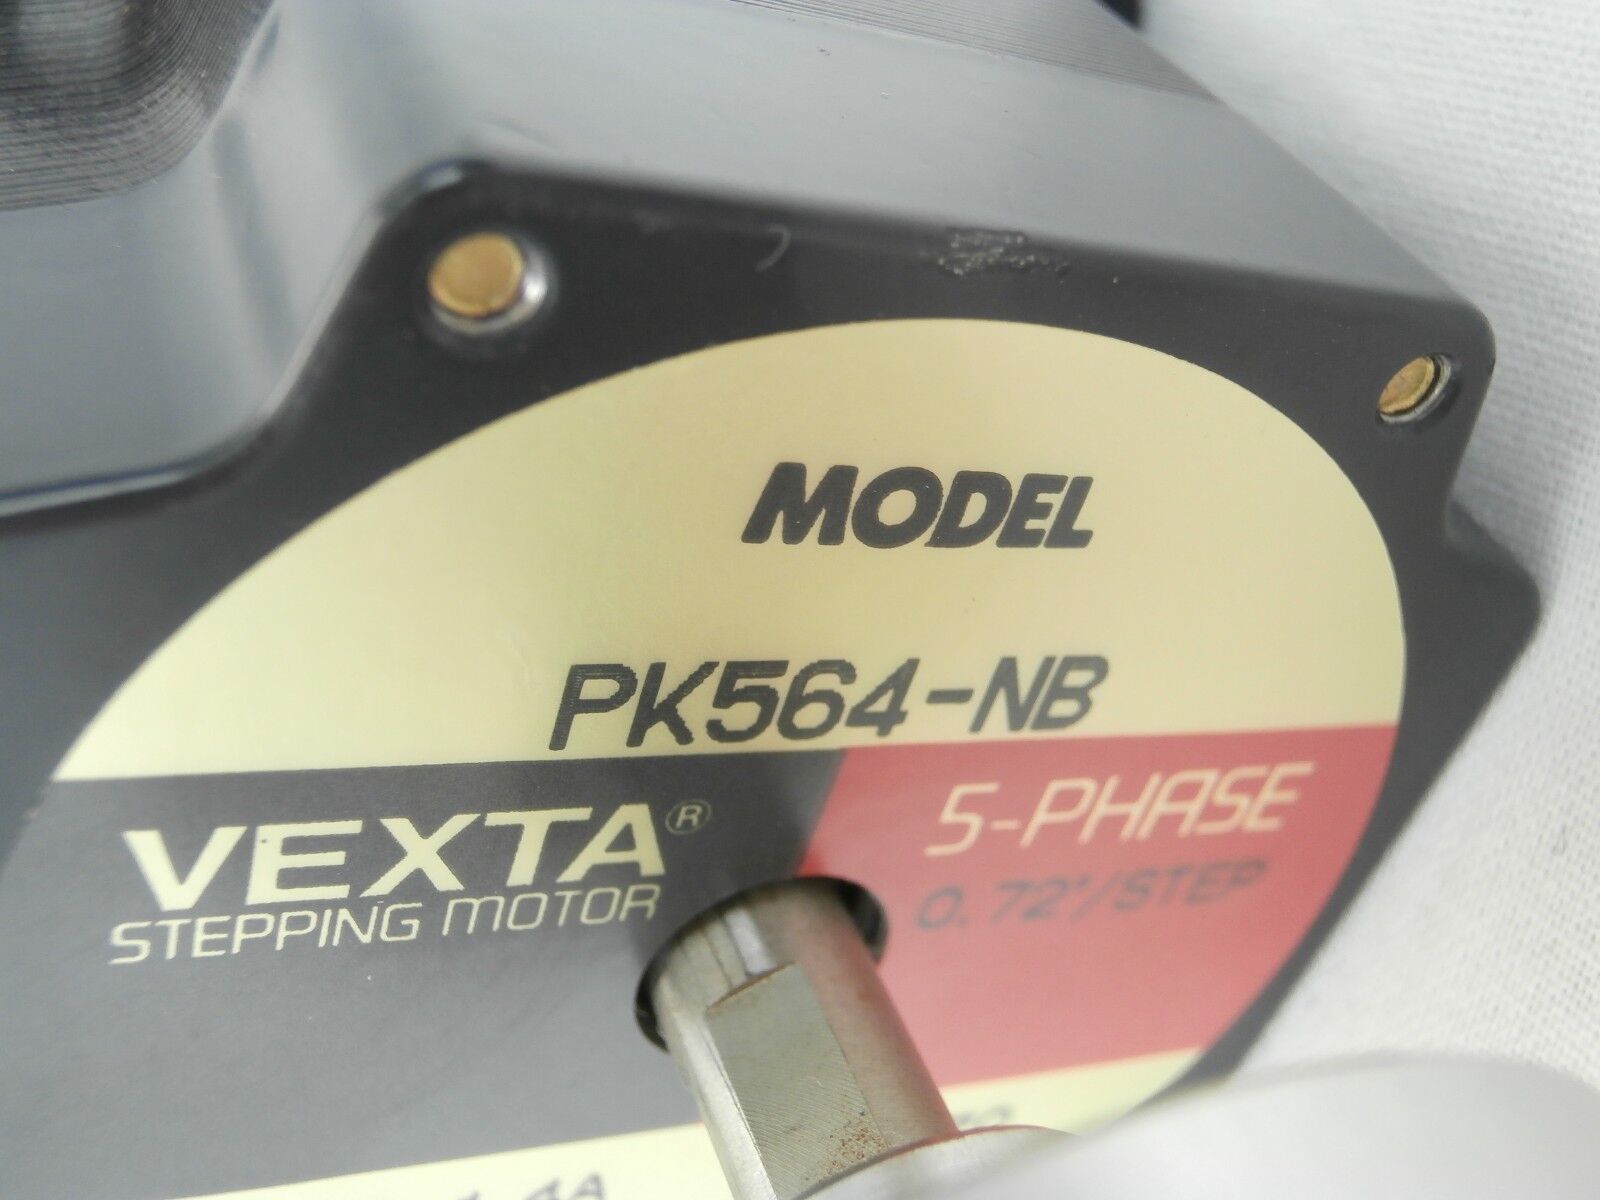 MODEL
PK564-NB
VEXTA®
STEPPING MOTOR
5-PHASE
0.72°/STEP